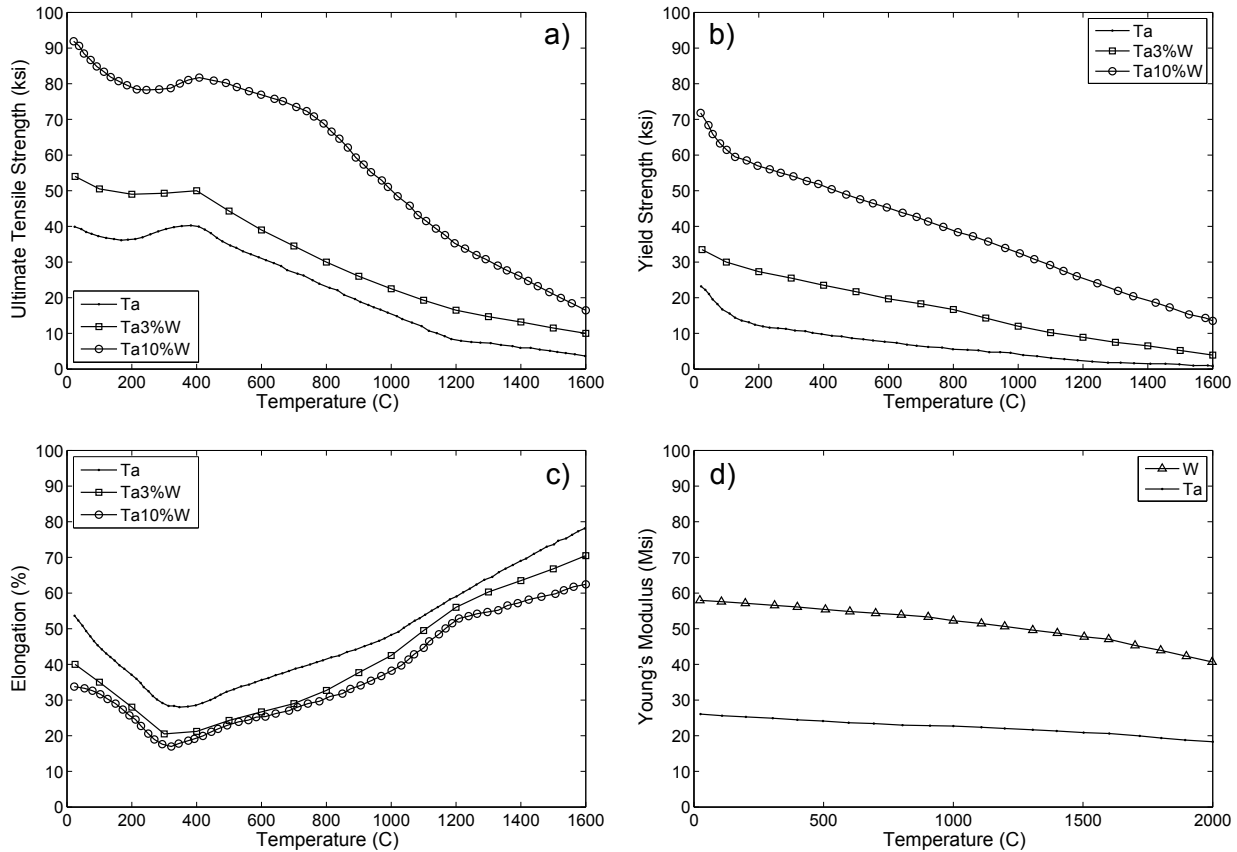 a)
Ultimate Tensile Strength (ksi)
100
90
80
70
60
50
40
30
20
10
0
Ta
Ta3%W
Ta10%W
0 200 400 600 800 1000 1200 1400 1600
Temperature (C)
b)
Yield Strength (ksi)
100
90
80
70
60
50
40
30
20
10
0
Ta
Ta3%W
Ta10%W
0 200 400 600 800 1000 1200 1400 1600
Temperature (C)
c)
Elongation (%)
100
90
80
70
60
50
40
30
20
10
0
Ta
Ta3%W
Ta10%W
0 200 400 600 800 1000 1200 1400 1600
Temperature (C)
d)
Young's Modulus (Msi)
100
90
80
70
60
50
40
30
20
10
0
W
Ta
0 500 1000 1500 2000
Temperature (C)